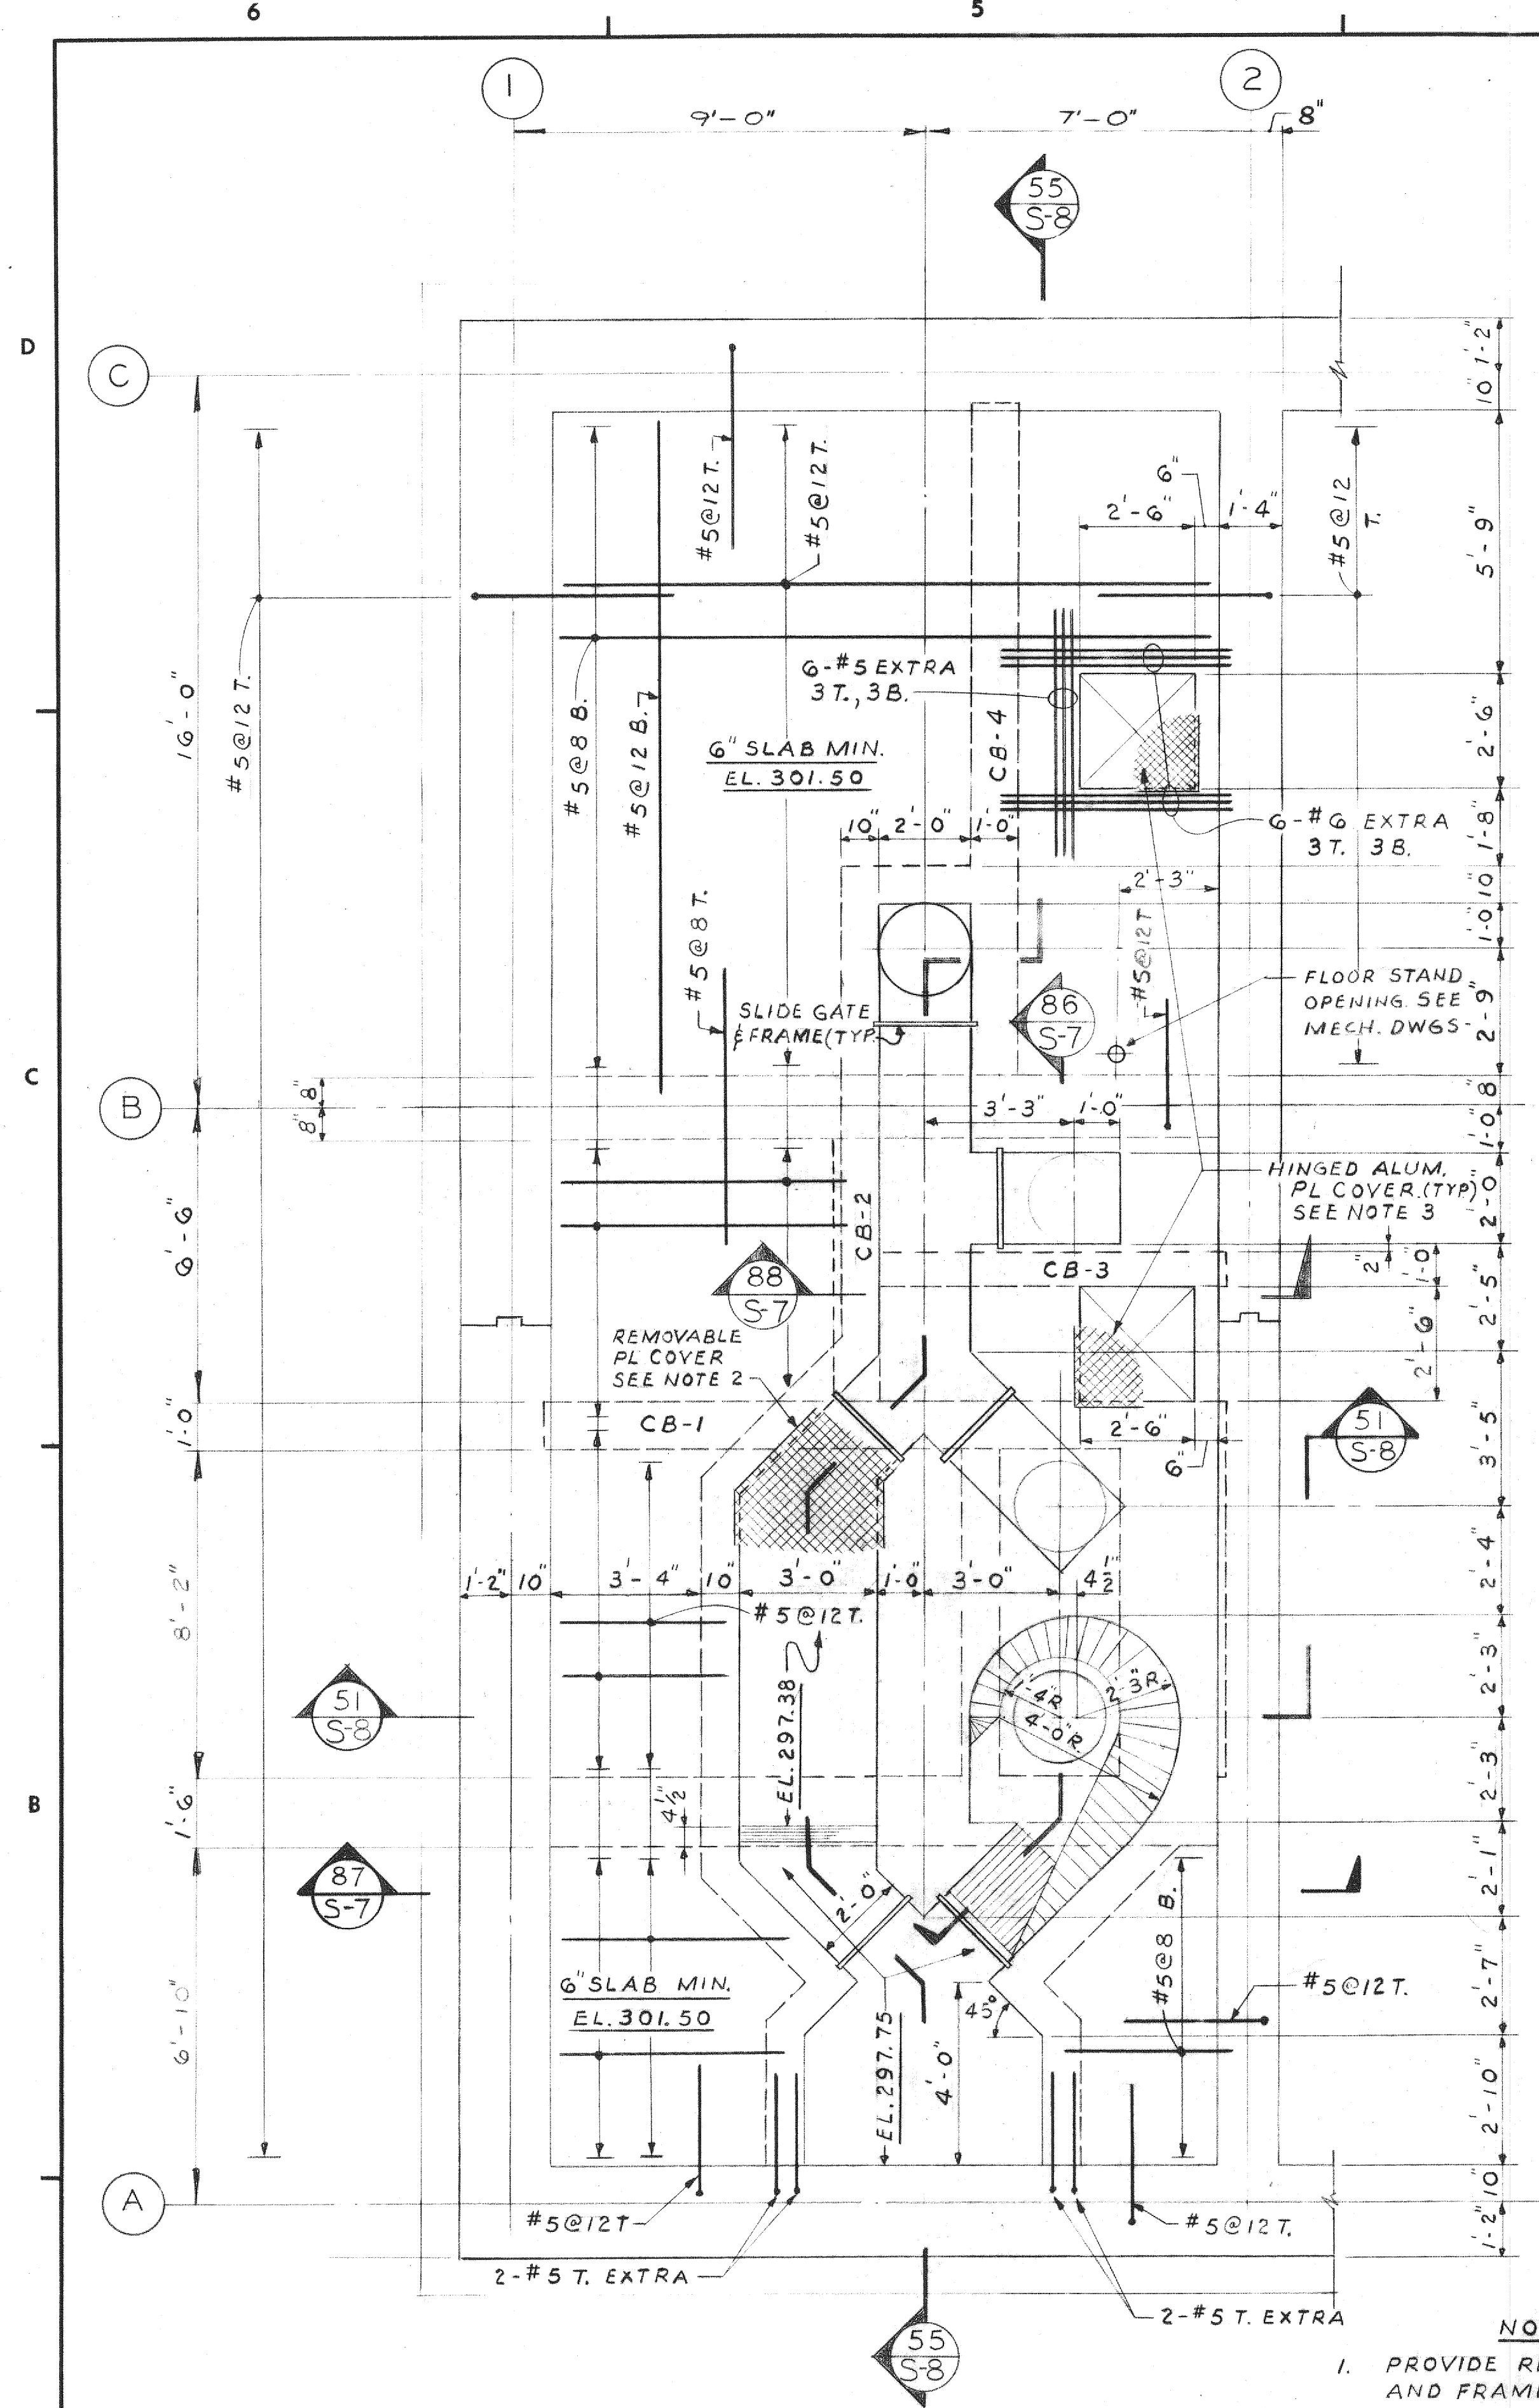 6
5
1
2
9'-0"
7'-0"
8"
55
S-8
D
C
1'-2"
10"
#5@12T.
#5@12T.
6"
2'-6"
1'-4"
#5@12
T.
5'-9"
#5@12T.
16'-0"
#5@8 B.
#5@12 B.
6-#5 EXTRA
3T., 3B.
CB-4
6" SLAB MIN.
EL. 301.50
2'-6"
10"
2'-0"
1'-0"
6-#6 EXTRA
3T. 3B.
1'-8"
2'-3"
10"
1'-0"
#5@8 T.
#5@12T
SLIDE GATE
& FRAME (TYP.
86
S-7
FLOOR STAND
OPENING. SEE
MECH. DWGS.
2'-9"
C
B
8"
8"
3'-3"
1'-0"
8"
1'-0"
HINGED ALUM.
PL COVER.(TYP)
SEE NOTE 3
2'-0"
6'-6"
CB-2
CB-3
2"
1'-0"
88
S-7
2'-5"
REMOVABLE
PL COVER
SEE NOTE 2
2'-6"
1'-0"
CB-1
2'-6"
6"
51
S-8
3'-5"
8'-2"
1'-2"
10"
3'-4"
10"
3'-0"
1'-0"
3'-0"
4½"
2'-4"
#5@12T.
51
S-8
EL. 297.38
1'-4"R
2'-3"R.
4'-0"R.
2'-3"
2'-3"
B
1'-6"
4½"
87
S-7
2'-0"
2'-1"
6'-10"
6" SLAB MIN.
EL. 301.50
#5@8 B.
#5@12T.
45°
2'-7"
EL. 297.75
4'-0"
2'-10"
A
10"
1'-2"
#5@12T
#5@12T.
2-#5 T. EXTRA
2-#5 T. EXTRA
55
S-8
NO
1. PROVIDE R
AND FRAM